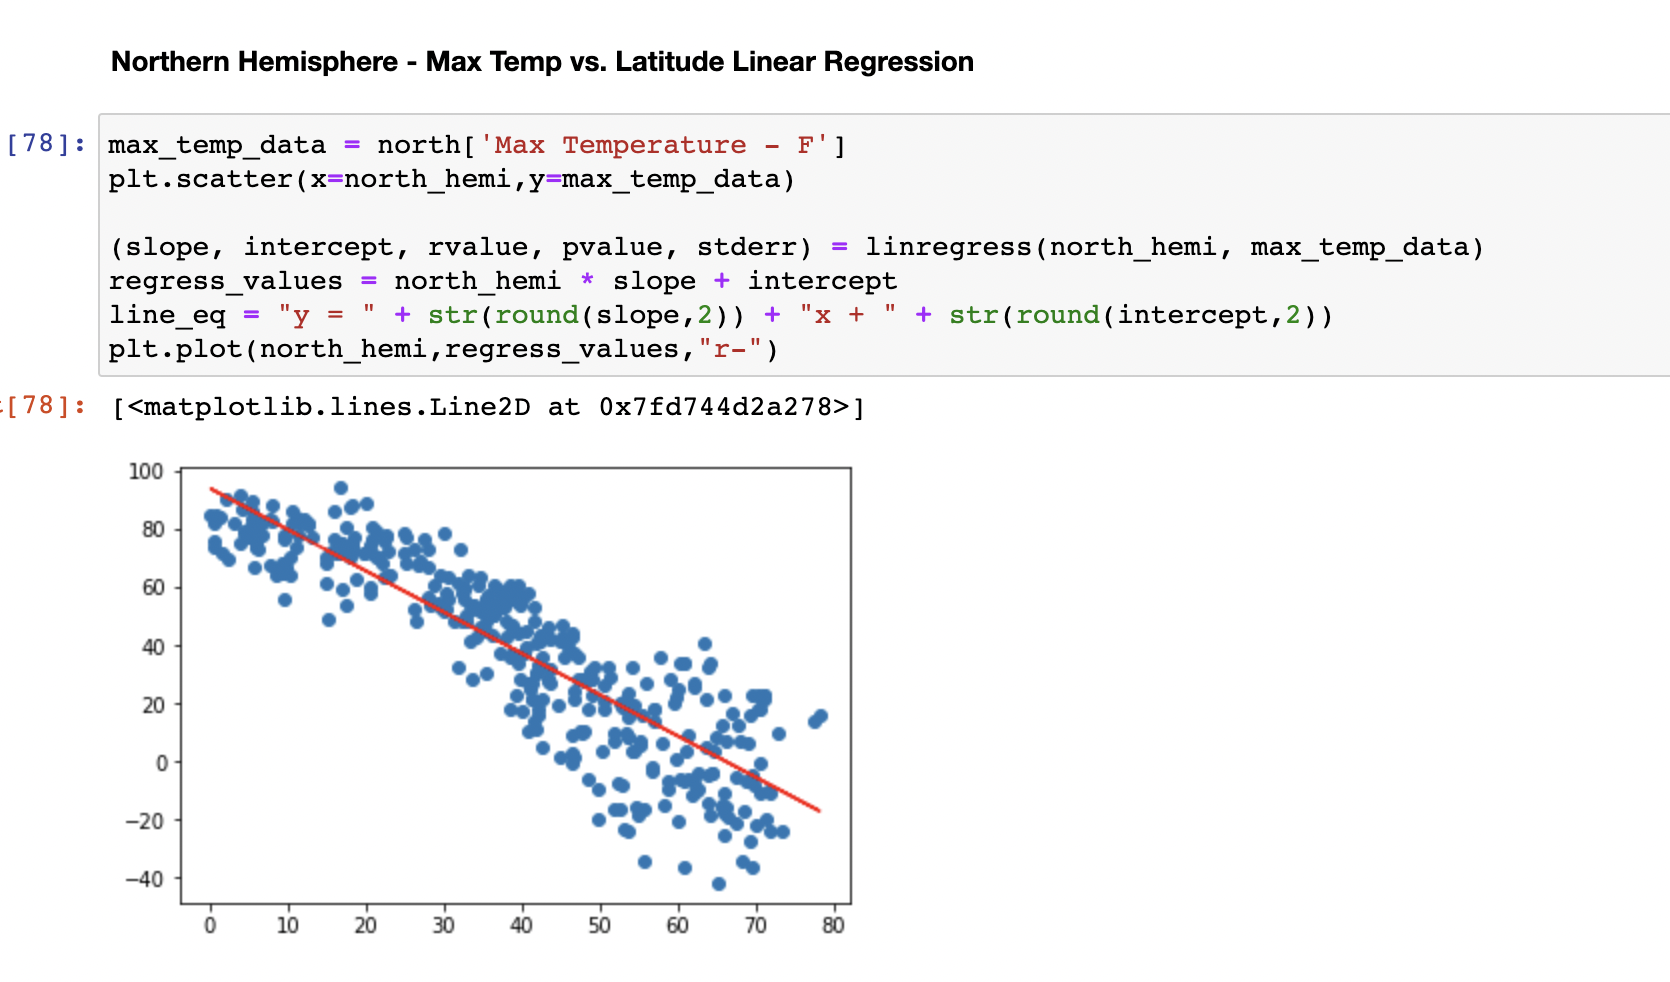 Northern Hemisphere - Max Temp vs. Latitude Linear Regression
[78]:
max_temp_data = north['Max Temperature - F']
plt.scatter(x=north_hemi,y=max_temp_data)
(slope, intercept, rvalue, pvalue, stderr) = linregress(north_hemi, max_temp_data)
regress_values = north_hemi * slope + intercept
line_eq = "y = " + str(round(slope,2)) + "x + " + str(round(intercept,2))
plt.plot(north_hemi,regress_values,"r-")
t[78]:
[<matplotlib.lines.Line2D at 0x7fd744d2a278>]
100
80
60
40
20
0
−20
−40
0 10 20 30 40 50 60 70 80